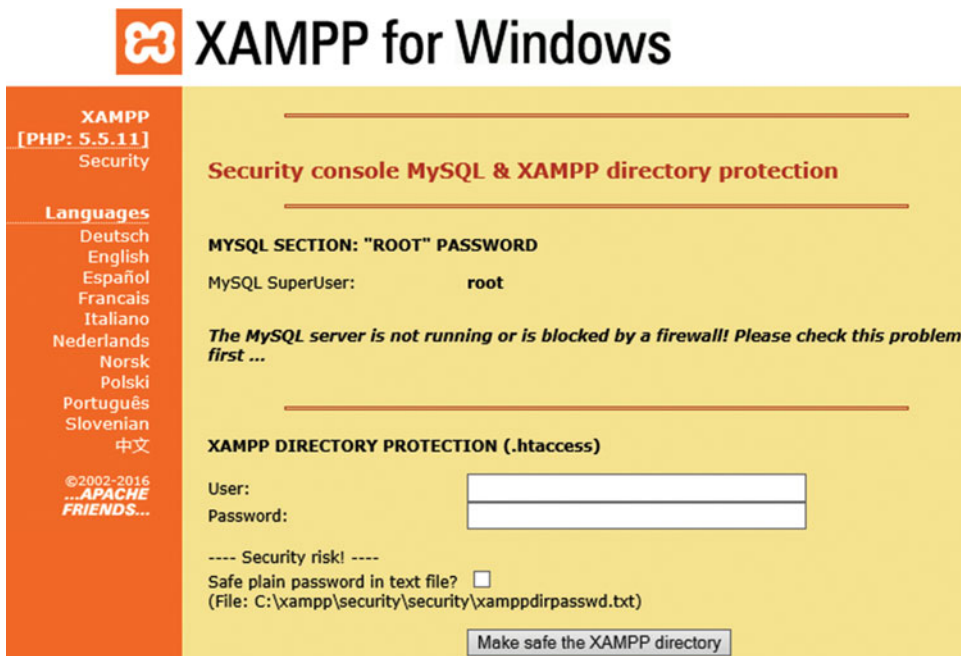 XAMPP for Windows
XAMPP
[PHP: 5.5.11]
Security
Languages
Deutsch
English
Español
Francais
Italiano
Nederlands
Norsk
Polski
Português
Slovenian
中文
©2002-2016
...APACHE
FRIENDS...
Security console MySQL & XAMPP directory protection
MYSQL SECTION: "ROOT" PASSWORD
MySQL SuperUser: root
The MySQL server is not running or is blocked by a firewall! Please check this problem
first ...
XAMPP DIRECTORY PROTECTION (.htaccess)
User:
Password:
---- Security risk! ----
Safe plain password in text file?
(File: C:\xampp\security\security\xamppdirpasswd.txt)
Make safe the XAMPP directory